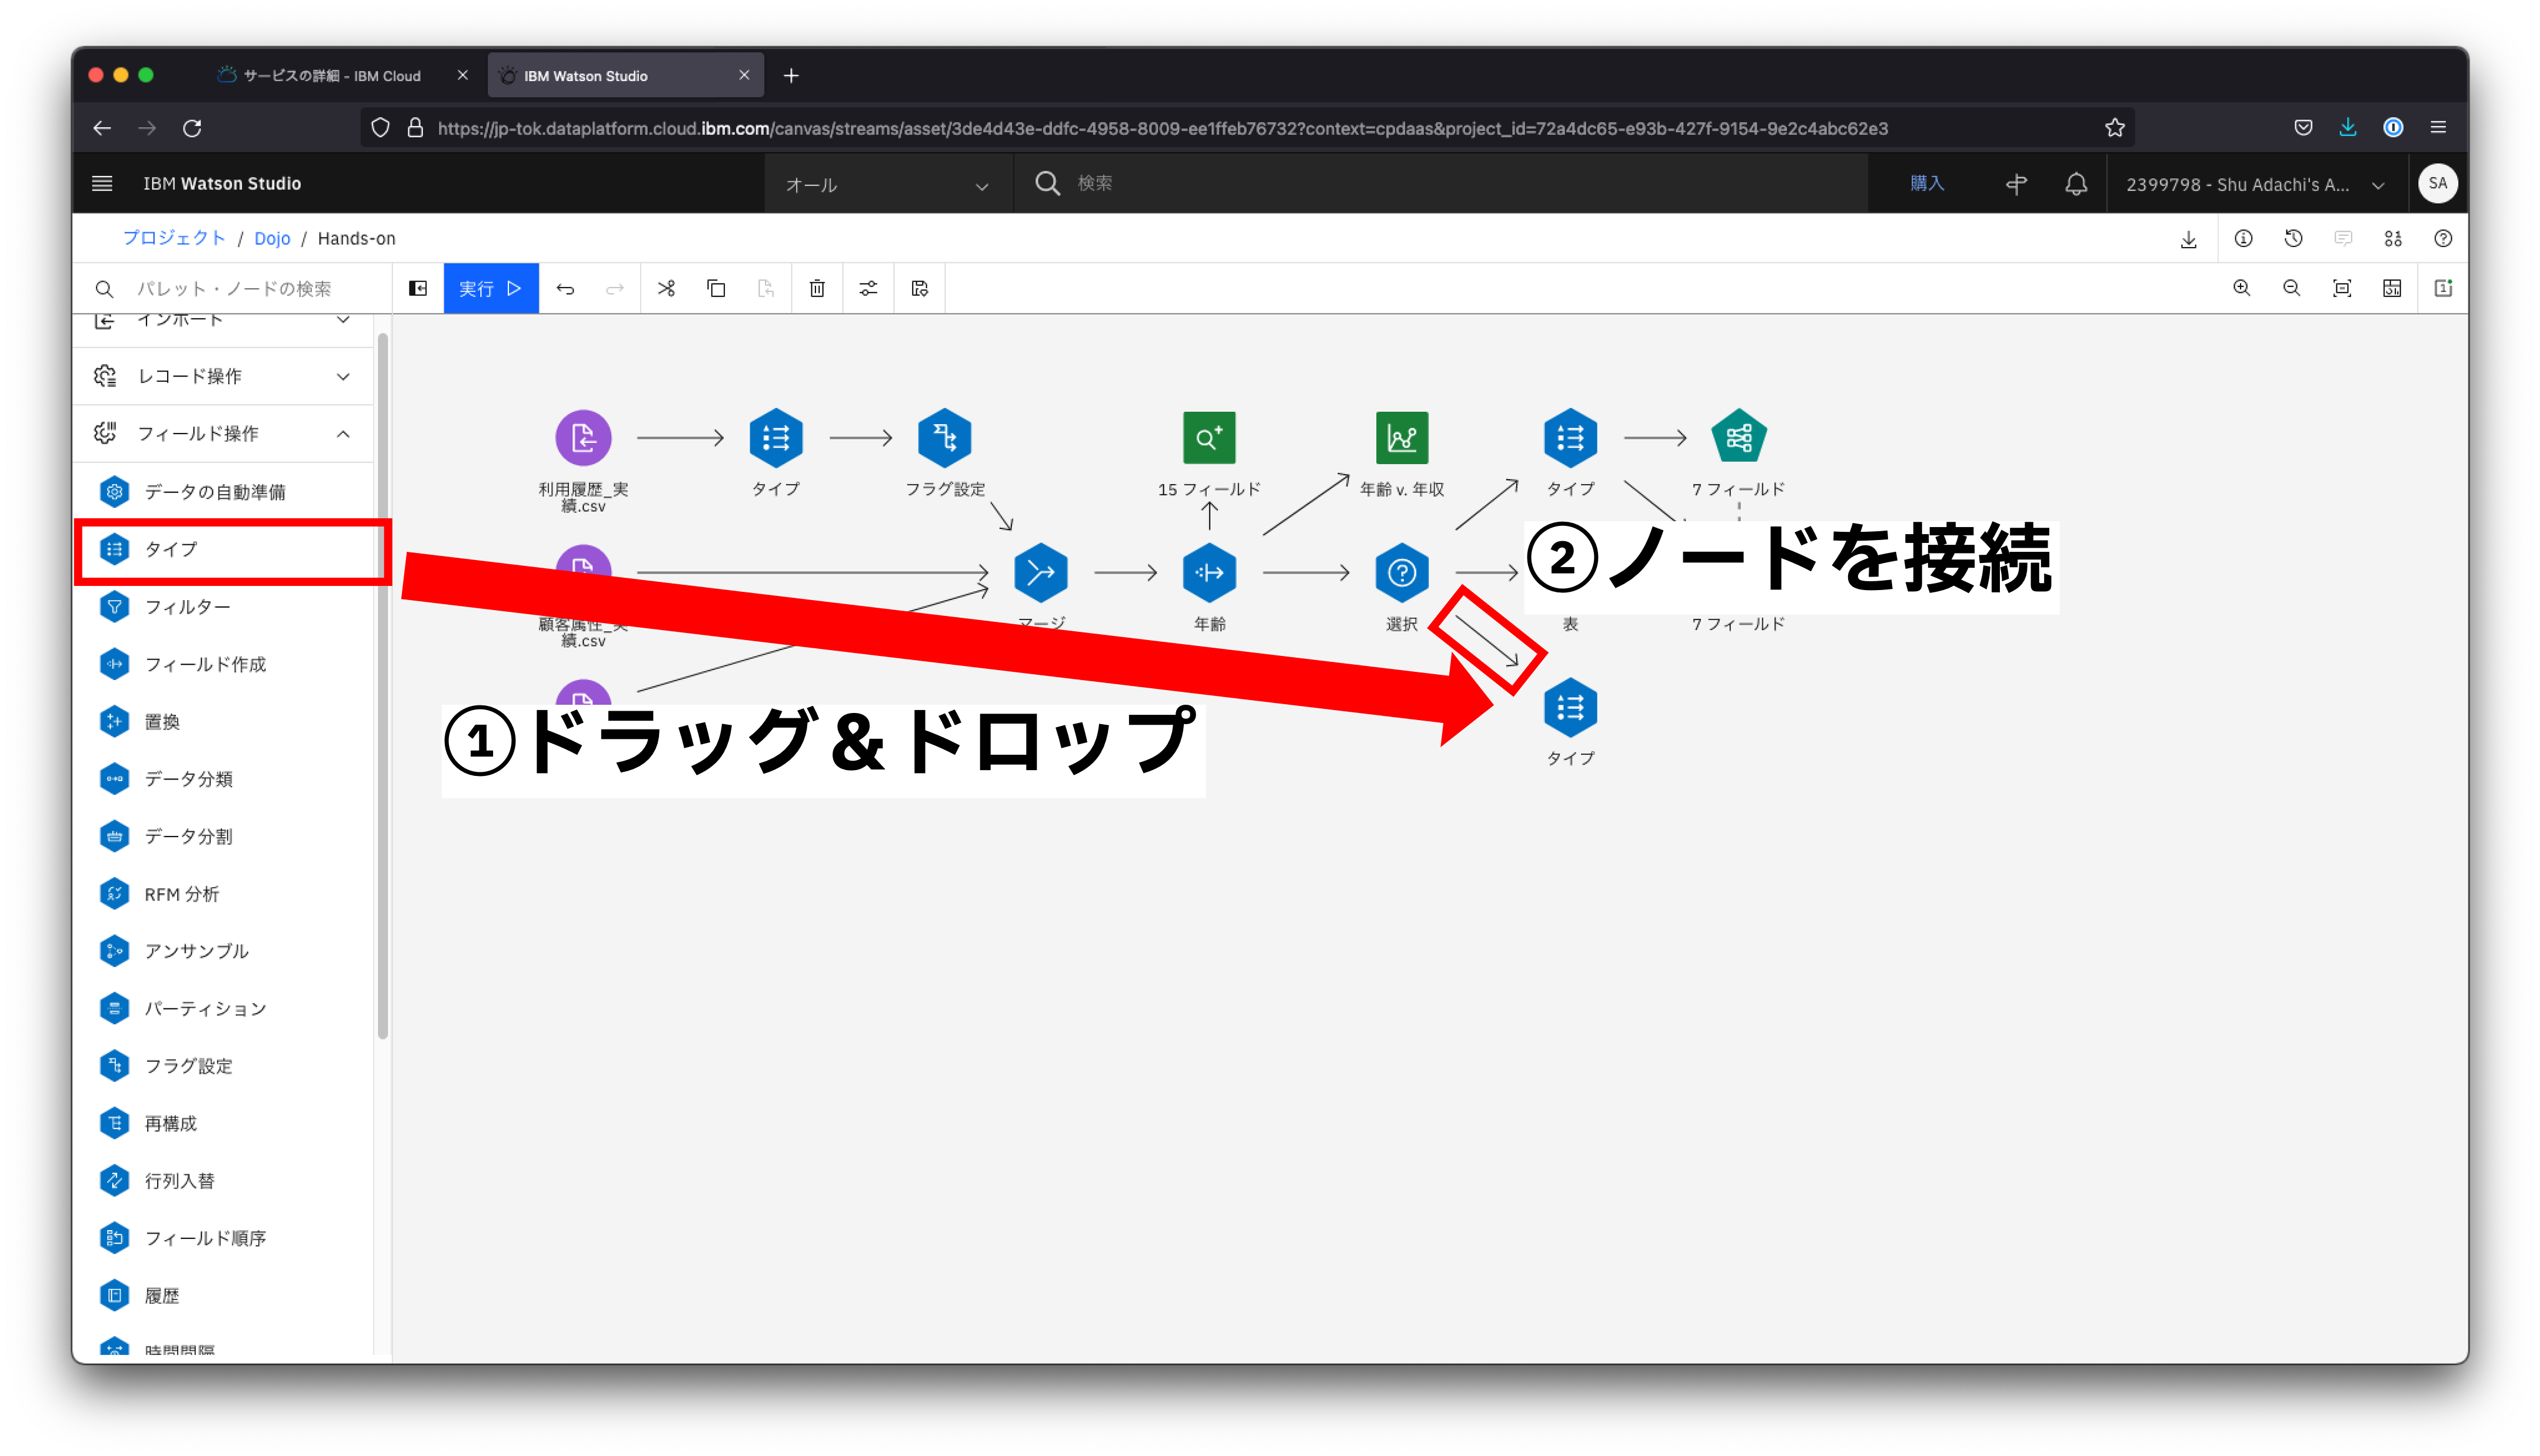 サービスの詳細 - IBM Cloud
IBM Watson Studio
https://jp-tok.dataplatform.cloud.ibm.com/canvas/streams/asset/3de4d43e-ddfc-4958-8009-ee1ffeb76732?context=cpdaas&project_id=72a4dc65-e93b-427f-9154-9e2c4abc62e3
IBM Watson Studio
オール
検索
購入
2399798 - Shu Adachi's A...
SA
プロジェクト / Dojo / Hands-on
パレット・ノードの検索
実行
インポート
レコード操作
フィールド操作
データの自動準備
タイプ
フィルター
フィールド作成
置換
データ分類
データ分割
RFM 分析
アンサンブル
パーティション
フラグ設定
再構成
行列入替
フィールド順序
履歴
時間間隔
利用履歴_実
績.csv
タイプ
フラグ設定
15 フィールド
年齢 v. 年収
タイプ
7 フィールド
②ノードを接続
顧客属性_実
績.csv
マージ
年齢
選択
表
7 フィールド
①ドラッグ＆ドロップ
タイプ